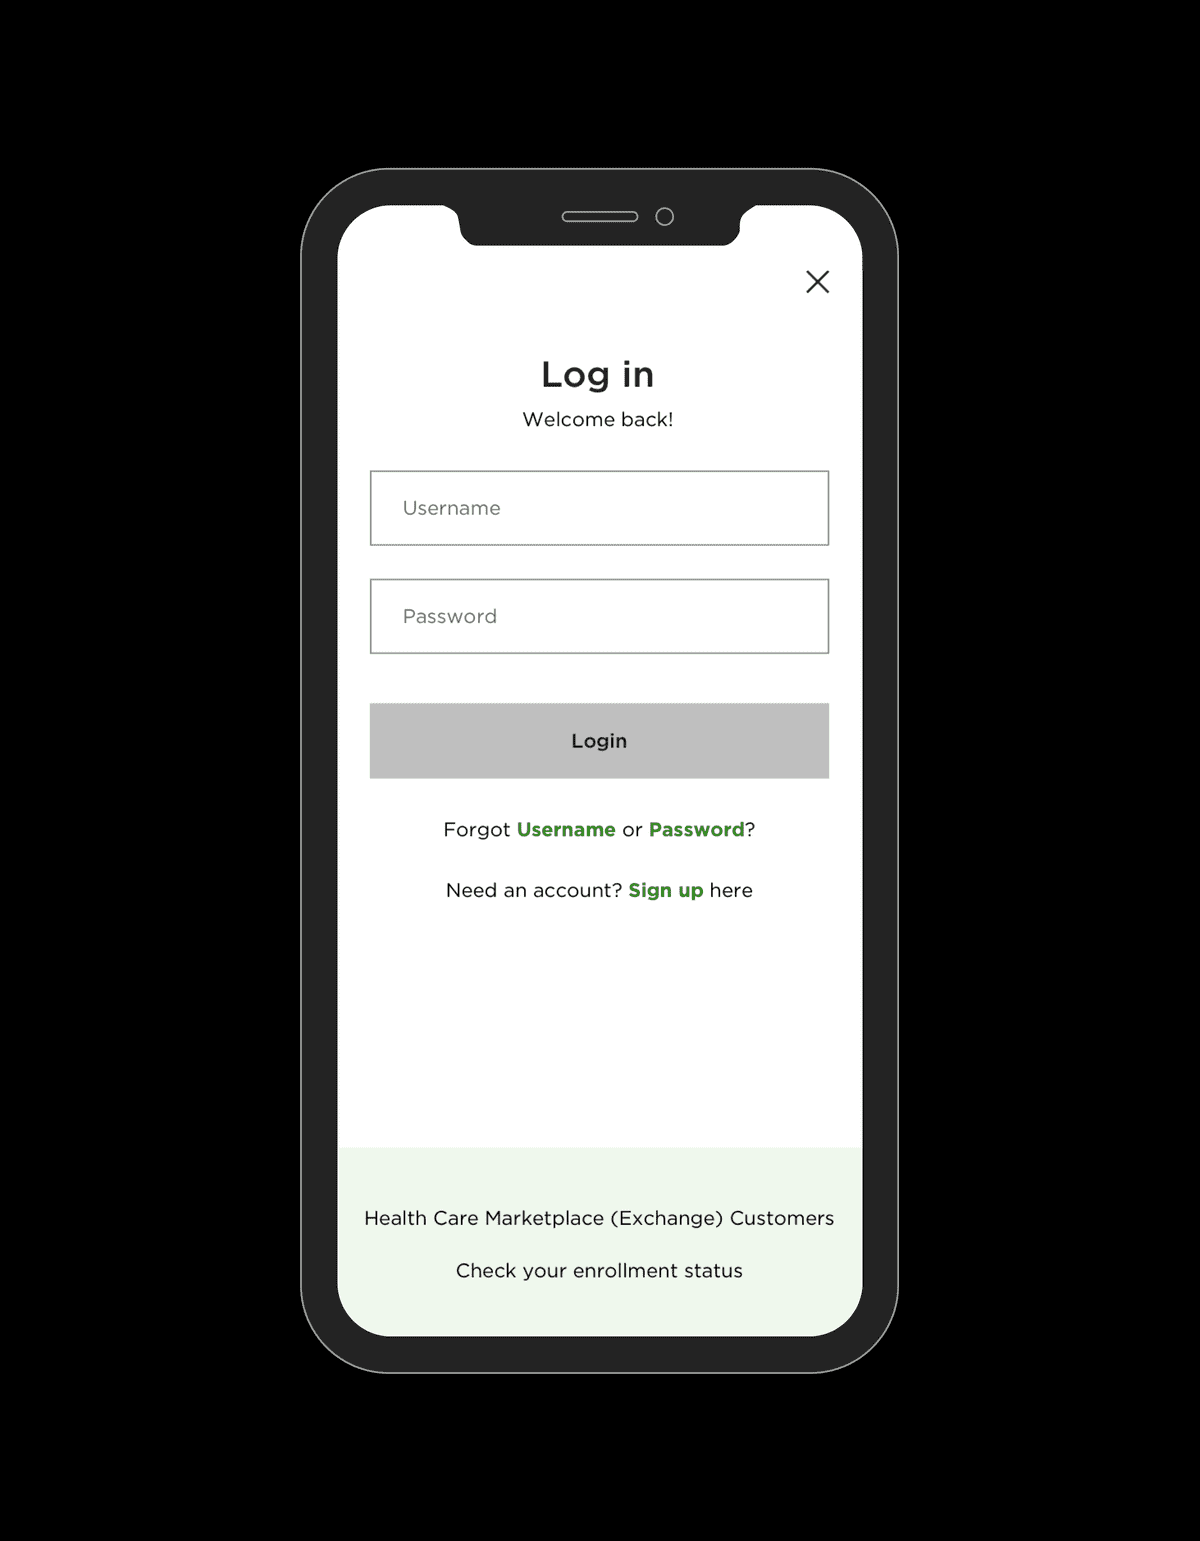 Log in
Welcome back!
Username
Password
Login
Forgot Username or Password?
Need an account? Sign up here
Health Care Marketplace (Exchange) Customers
Check your enrollment status